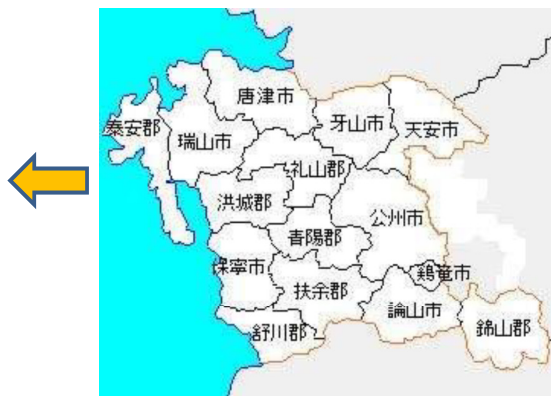 唐津市
牙山市
天安市
泰安郡
瑞山市
礼山郡
洪城郡
公州市
青陽郡
保寧市
鶏竜市
扶余郡
論山市
舒川郡
錦山郡